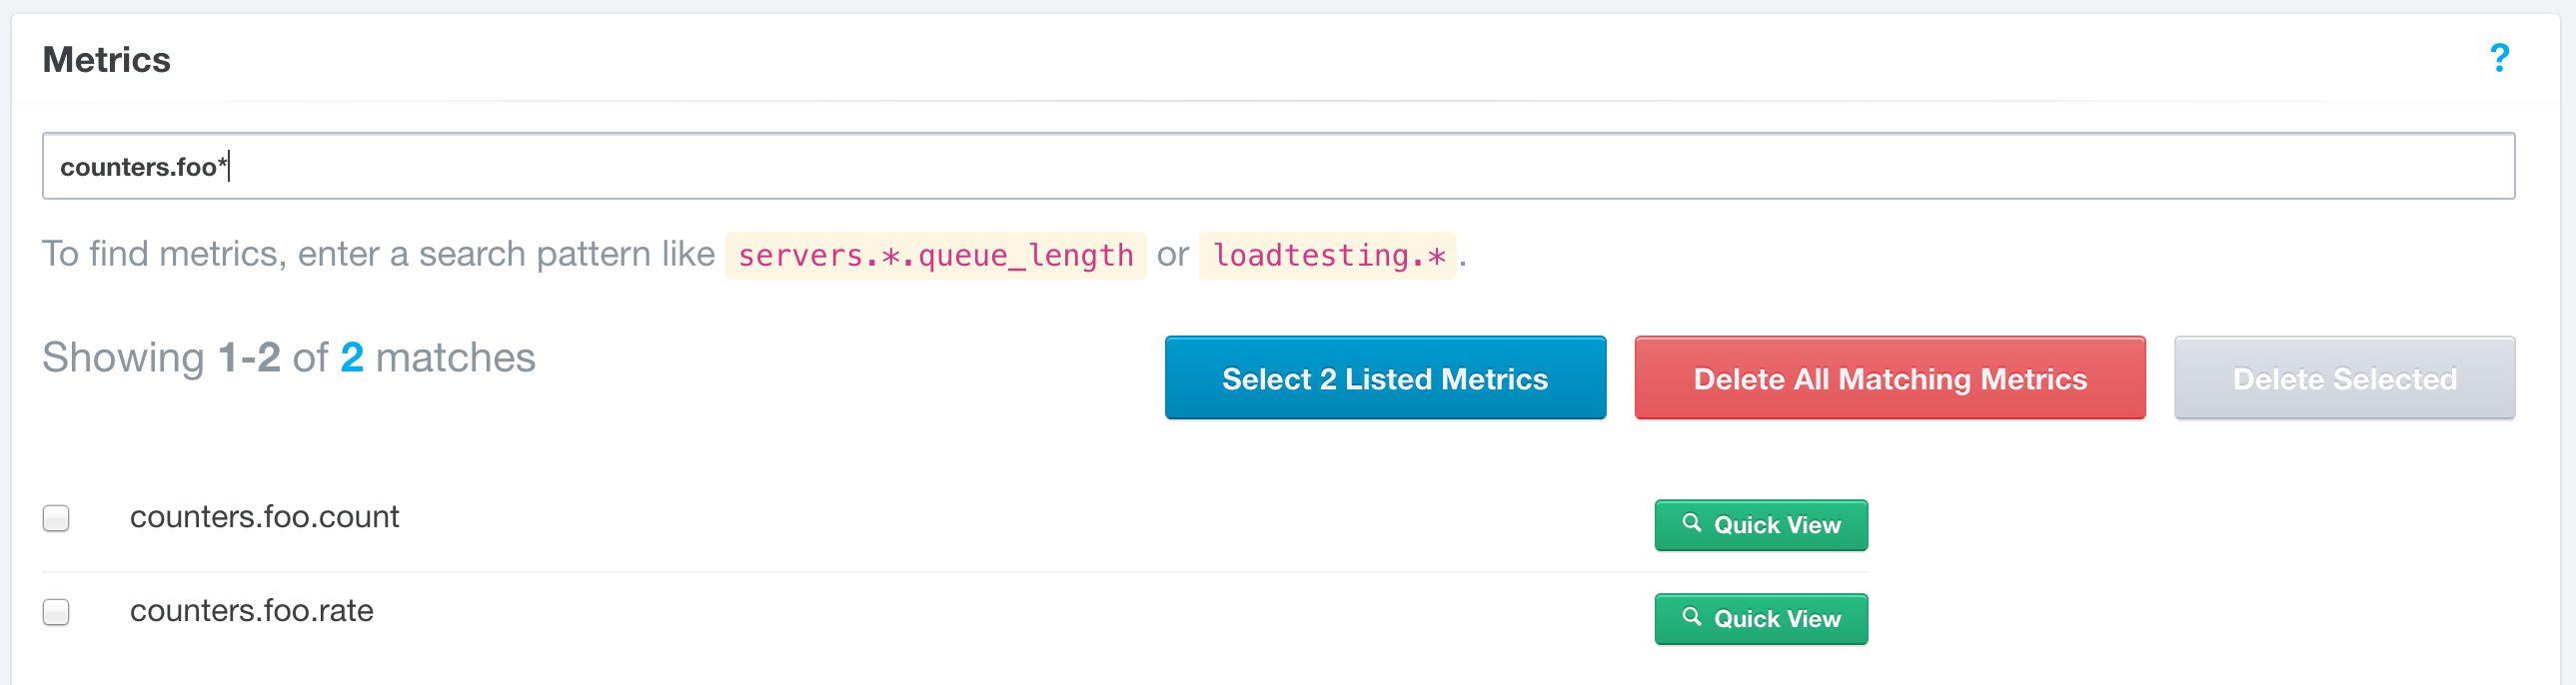 Metrics ?
counters.foo*
To find metrics, enter a search pattern like servers.*.queue_length or loadtesting.* .
Showing 1-2 of 2 matches
Select 2 Listed Metrics Delete All Matching Metrics Delete Selected
counters.foo.count Quick View
counters.foo.rate Quick View